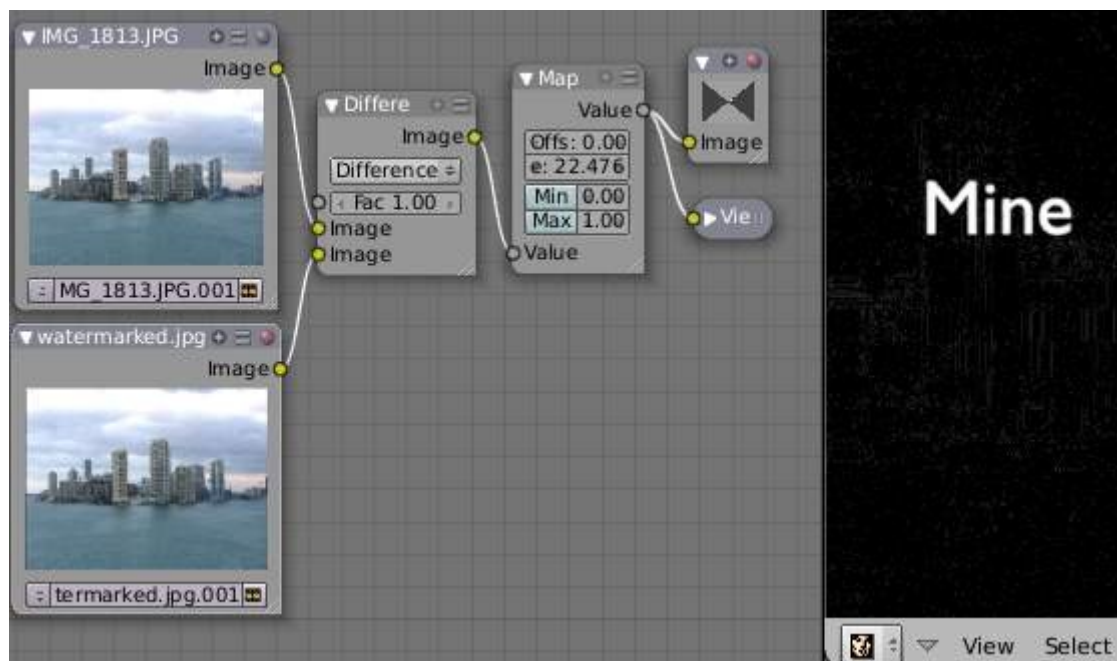 IMG_1813.JPG
Image
MG_1813.JPG.001
watermarked.jpg
Image
termarked.jpg.001
Differe
Image
Difference
Fac 1.00
Image
Image
Map
Value
Offs: 0.00
e: 22.476
Min 0.00
Max 1.00
Value
Image
Vie
Mine
View Select